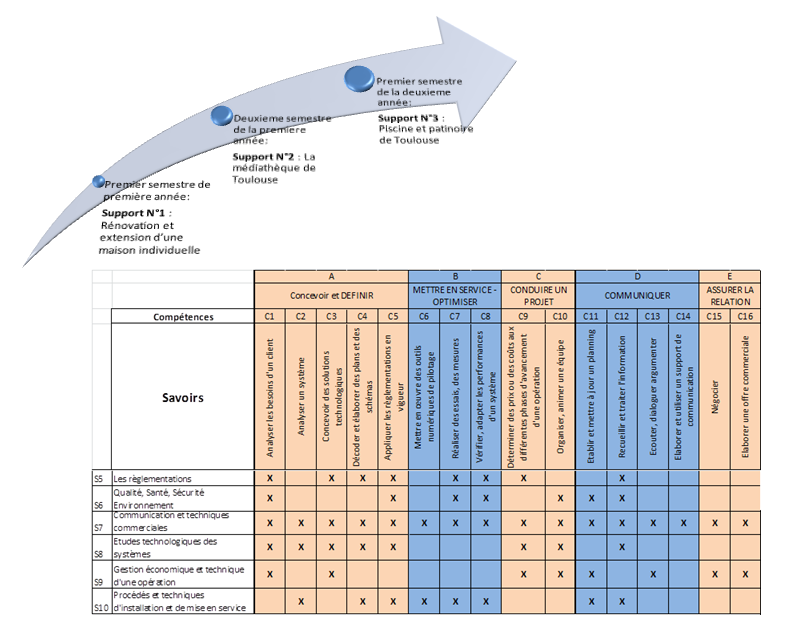 Premier semestre
de la deuxieme
année:
Support N°3 :
Piscine et patinoire
de Toulouse
Deuxieme semestre
de la premiere
année:
Support N°2 : La
médiathèque de
Toulouse
Premier semestre de
première année:
Support N°1 :
Rénovation et
extension d'une
maison individuelle
A B C D E
Concevoir et DEFINIR METTRE EN SERVICE - OPTIMISER CONDUIRE UN PROJET COMMUNIQUER ASSURER LA RELATION
Compétences C1 C2 C3 C4 C5 C6 C7 C8 C9 C10 C11 C12 C13 C14 C15 C16
Savoirs
Analyser les besoins d'un client
Analyser un système
Concevoir des solutions
technologiques
Décoder et élaborer des plans et des
schémas
Appliquer les règlementations en
vigueur
Mettre en œuvre des outils
numériques de pilotage
Réaliser des essais, des mesures
Vérifier, adapter les performances
d'un système
Déterminer des prix ou des coûts aux
différentes phases d'avancement
d'une opération
Organiser, animer une équipe
Etablir et mettre à jour un planning
Recueillir et traiter l'information
Ecouter, dialoguer argumenter
Elaborer et utiliser un support de
communication
Négocier
Elaborer une offre commerciale
S5 Les règlementations X X X X X X X X
S6 Qualité, Santé, Sécurité
Environnement X X X X X X X
S7 Communication et techniques
commerciales X X X X X X X X X X X X X X X X
S8 Etudes technologiques des
systèmes X X X X X X X X
S9 Gestion économique et technique
d'une opération X X X X X X X X
S10 Procédés et techniques
d'installation et de mise en service X X X X X X X X